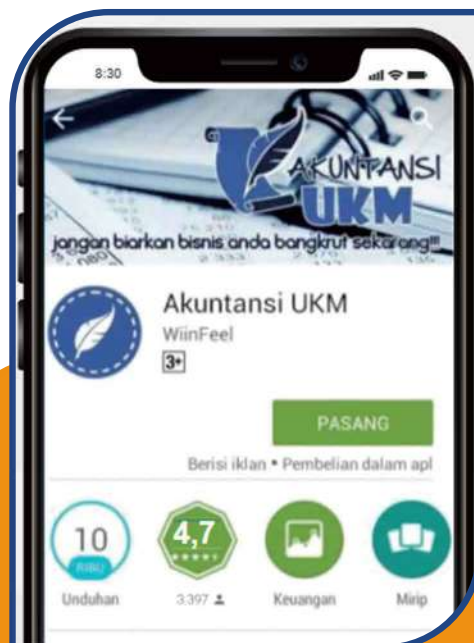 8:30
AKUNTANSI
UKM
jangan biarkan bisnis anda bangkrut sekarang!!!
Akuntansi UKM
WiinFeel
3+
PASANG
Berisi iklan • Pembelian dalam apl
10
RIBU
4,7
Unduhan
3.397
Keuangan
Mirip